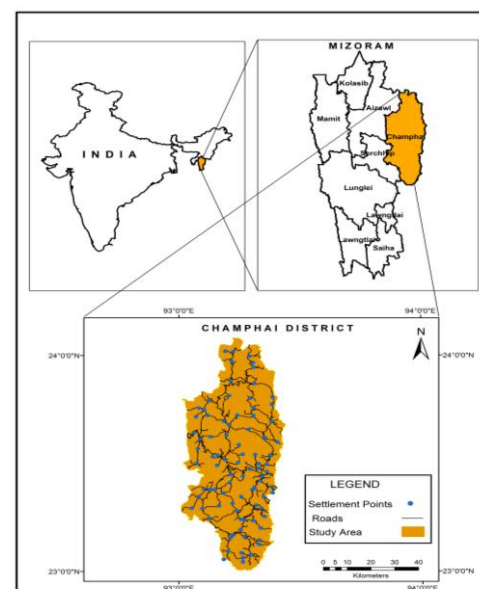 MIZORAM
INDIA
Kolasib
Aizawl
Mamit
Champhai
Serchhip
Lunglei
Lawngtlai
Lawngtlai
Saiha
93°0'0"N
94°0'0"N
CHAMPHAI DISTRICT
N
24°0'0"N
24°0'0"N
LEGEND
Settlement Points
Roads
Study Area
0 5 10 20 30 40
Kilometers
23°0'0"N
23°0'0"N
93°0'0"N
94°0'0"N